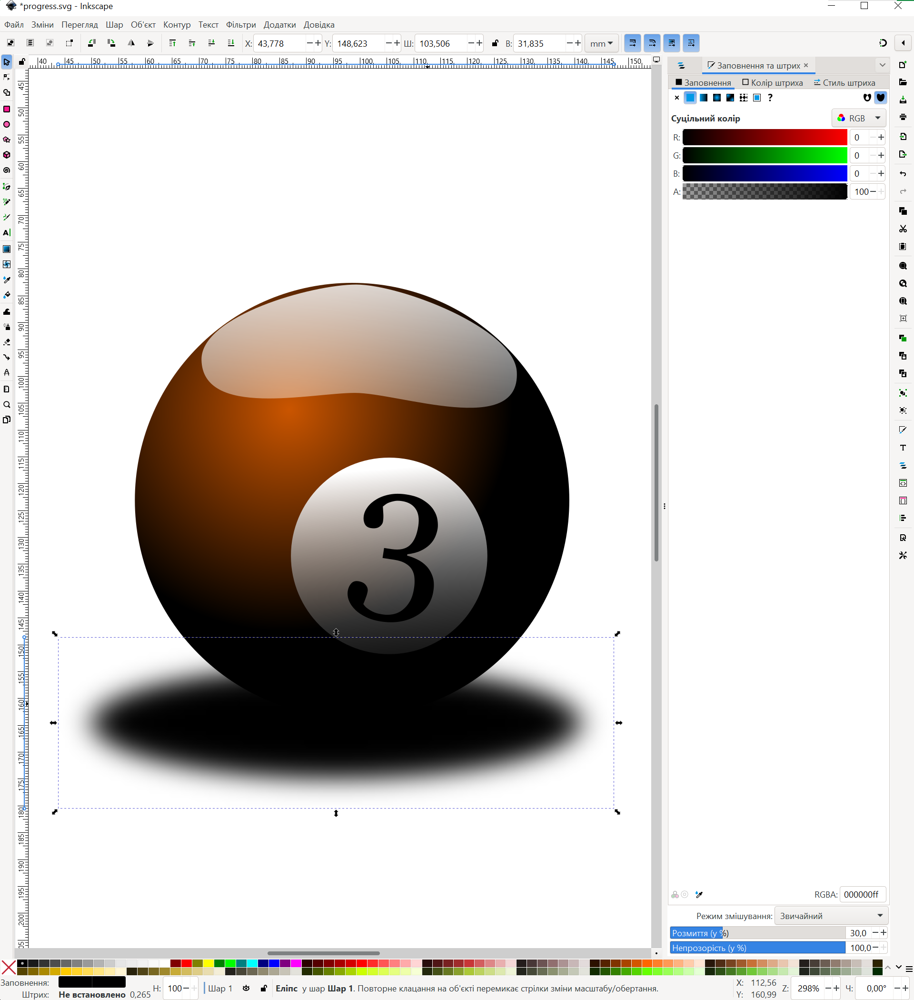 *progress.svg - Inkscape
Файл Зміни Перегляд Шар Об'єкт Контур Текст Фільтри Додатки Довідка
X: 43,778 Y: 148,623 Ш: 103,506 В: 31,835 mm
40 45 50 55 60 65 70 75 80 85 90 95 100 105 110 115 120 125 130 135 140 145 150
Заповнення та штрих
Заповнення Колір штриха Стиль штриха
?
Суцільний колір RGB
R: 0
G: 0
B: 0
A: 100
45
50
55
60
65
70
75
80
85
90
95
100
105
110
115
120
125
130
135
140
145
150
155
160
165
170
175
180
185
190
195
200
05
3
RGBA: 000000ff
Режим змішування: Звичайний
Розмиття (у %) 30,0
Непрозорість (у %) 100,0
Заповнення:
Штрих: Не встановлено 0,265
Н: 100 Шар 1 Еліпс у шар Шар 1. Повторне клацання на об'єкті перемикає стрілки зміни масштабу/обертання.
X: 112,56
Y: 160,99
Z: 298% Ч: 0,00°